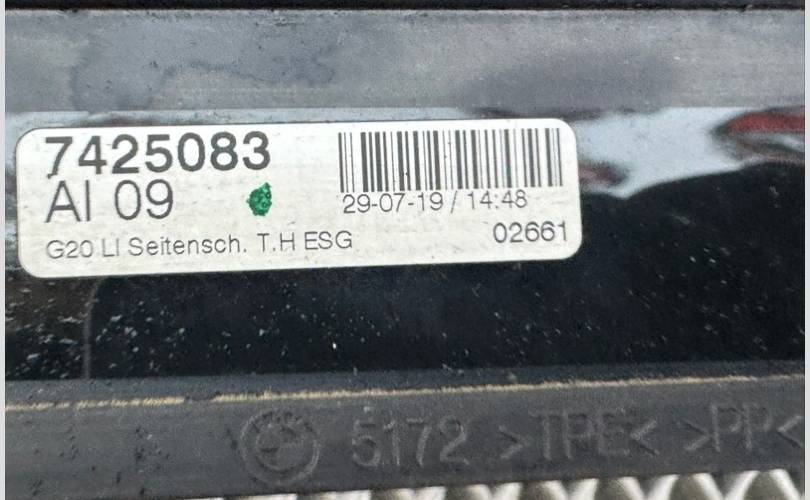 7425083
AI 09
29-07-19 / 14:48
G20 LI Seitensch. T.H ESG
02661
5172 >TPE< >PP<